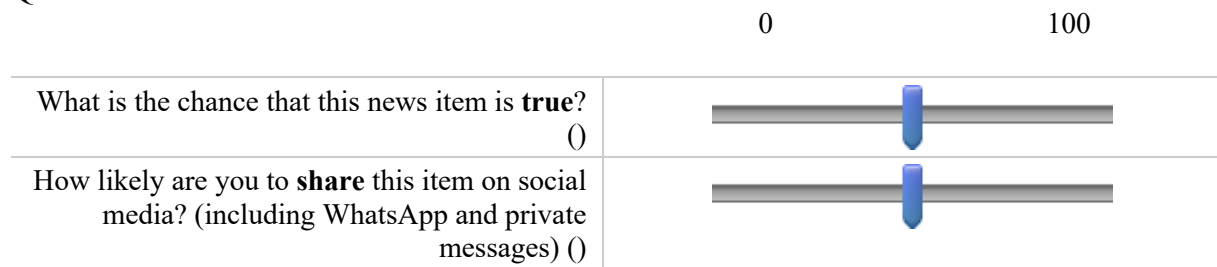 0 100
What is the chance that this news item is true?
()
How likely are you to share this item on social
media? (including WhatsApp and private
messages) ()